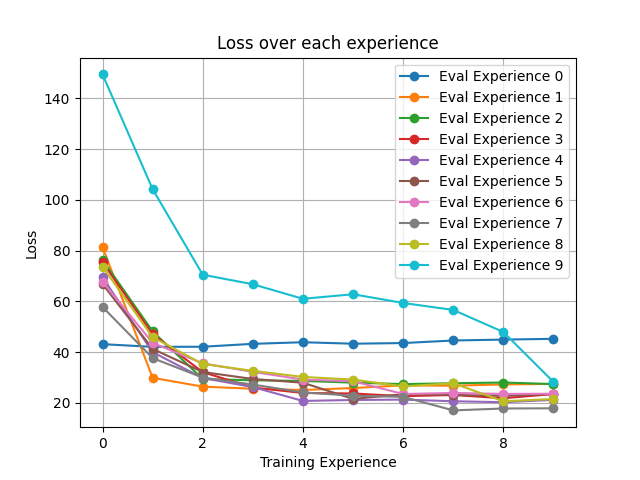 Loss over each experience
Loss
140
120
100
80
60
40
20
0
2
4
6
8
Training Experience
Eval Experience 0
Eval Experience 1
Eval Experience 2
Eval Experience 3
Eval Experience 4
Eval Experience 5
Eval Experience 6
Eval Experience 7
Eval Experience 8
Eval Experience 9